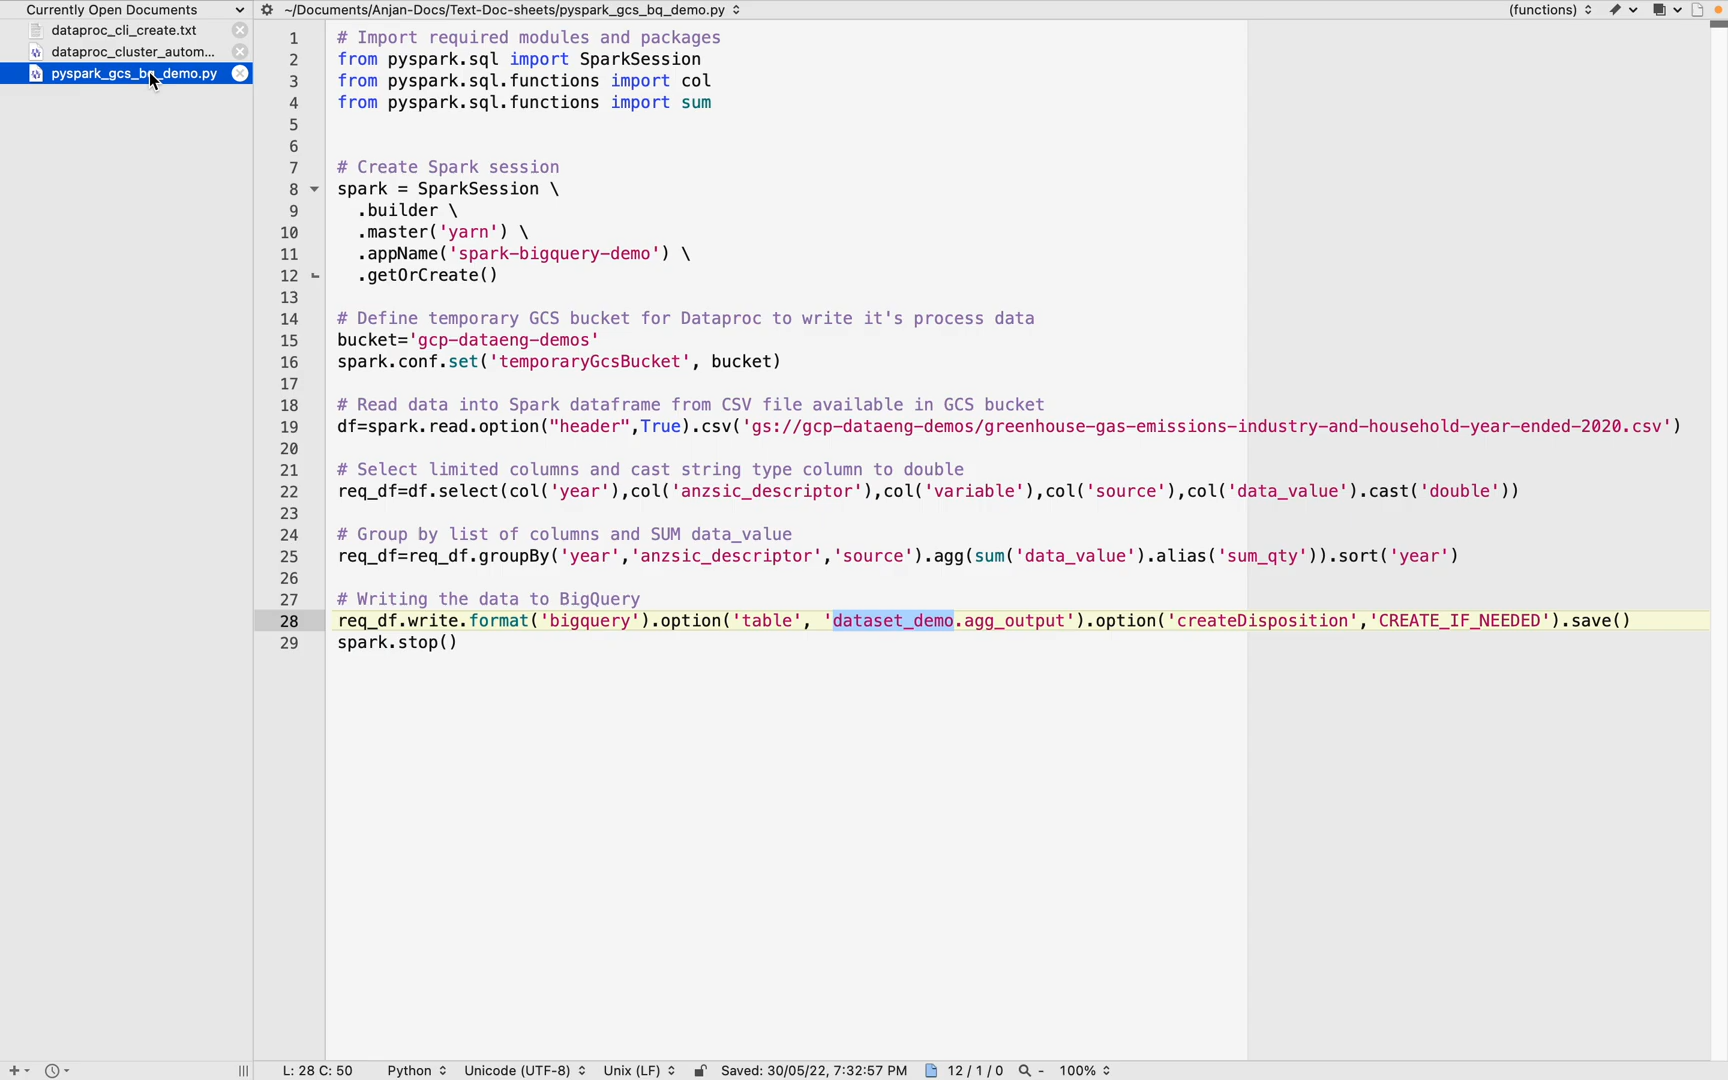 Currently Open Documents
~/Documents/Anjan-Docs/Text-Doc-sheets/pyspark_gcs_bq_demo.py
(functions)
dataproc_cli_create.txt
dataproc_cluster_autom...
pyspark_gcs_bq_demo.py
1 # Import required modules and packages
2 from pyspark.sql import SparkSession
3 from pyspark.sql.functions import col
4 from pyspark.sql.functions import sum
5
6
7 # Create Spark session
8 spark = SparkSession \
9 .builder \
10 .master('yarn') \
11 .appName('spark-bigquery-demo') \
12 .getOrCreate()
13
14 # Define temporary GCS bucket for Dataproc to write it's process data
15 bucket='gcp-dataeng-demos'
16 spark.conf.set('temporaryGcsBucket', bucket)
17
18 # Read data into Spark dataframe from CSV file available in GCS bucket
19 df=spark.read.option("header",True).csv('gs://gcp-dataeng-demos/greenhouse-gas-emissions-industry-and-household-year-ended-2020.csv')
20
21 # Select limited columns and cast string type column to double
22 req_df=df.select(col('year'),col('anzsic_descriptor'),col('variable'),col('source'),col('data_value').cast('double'))
23
24 # Group by list of columns and SUM data_value
25 req_df=req_df.groupBy('year','anzsic_descriptor','source').agg(sum('data_value').alias('sum_qty')).sort('year')
26
27 # Writing the data to BigQuery
28 req_df.write.format('bigquery').option('table', 'dataset_demo.agg_output').option('createDisposition','CREATE_IF_NEEDED').save()
29 spark.stop()
L: 28 C: 50 Python Unicode (UTF-8) Unix (LF) Saved: 30/05/22, 7:32:57 PM 12 / 1 / 0 - 100%